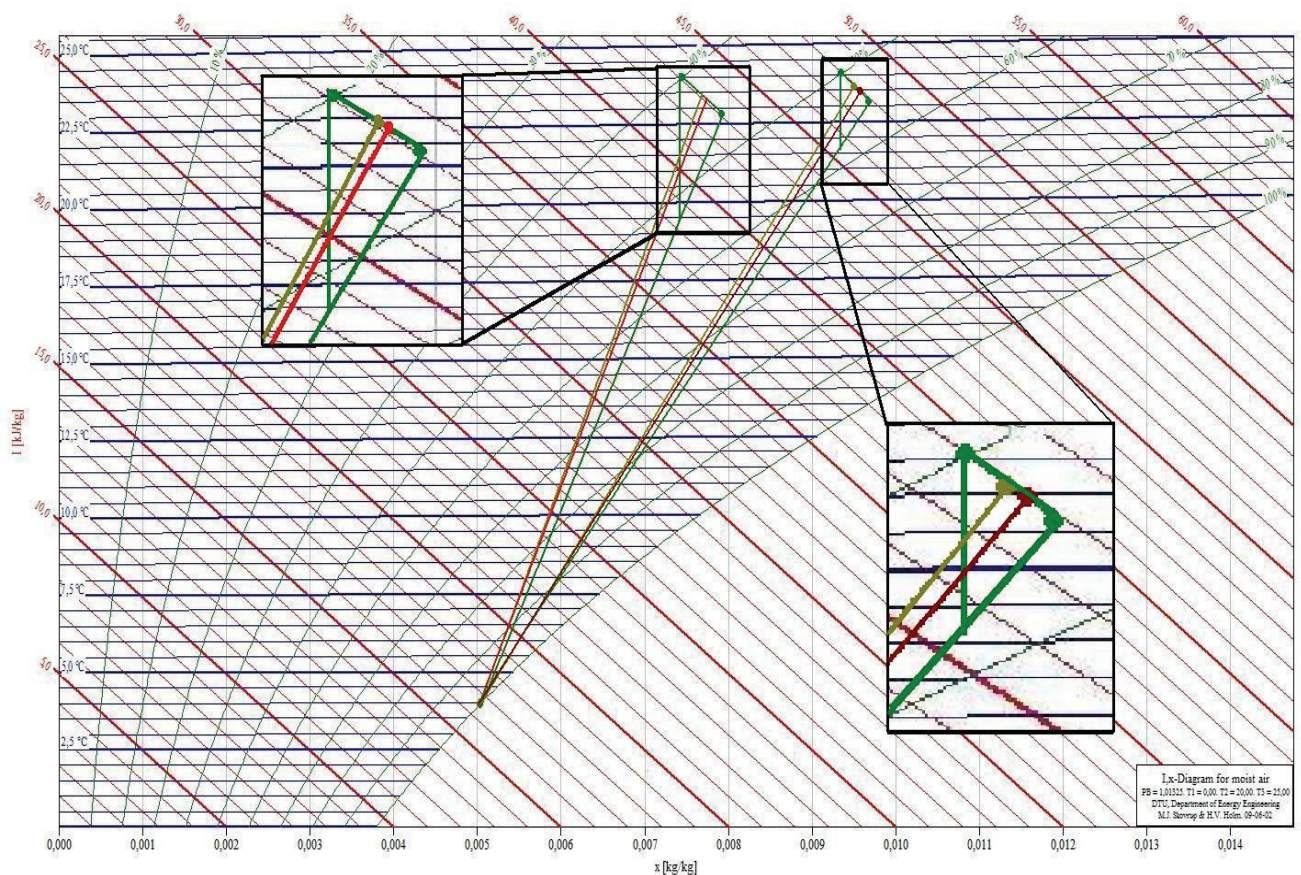 30,0 35,0 40,0 45,0 50,0 55,0 60,0
25,0 25,0 °C 10% 20% 30% 40% 50% 60% 70% 80%
22,5 °C 90%
20,0 20,0 °C 100%
17,5 °C
15,0 15,0 °C
12,5 °C
I [kJ/kg]
10,0 10,0 °C
7,5 °C
5,0 5,0 °C
2,5 °C
I,x-Diagram for moist air
PB = 1,01325. T1 = 0,00. T2 = 20,00. T3 = 25,00
DTU, Department of Energy Engineering
M.J. Skovrup & H.V. Holm. 09-06-02
0,000 0,001 0,002 0,003 0,004 0,005 0,006 0,007 0,008 0,009 0,010 0,011 0,012 0,013 0,014
x [kg/kg]